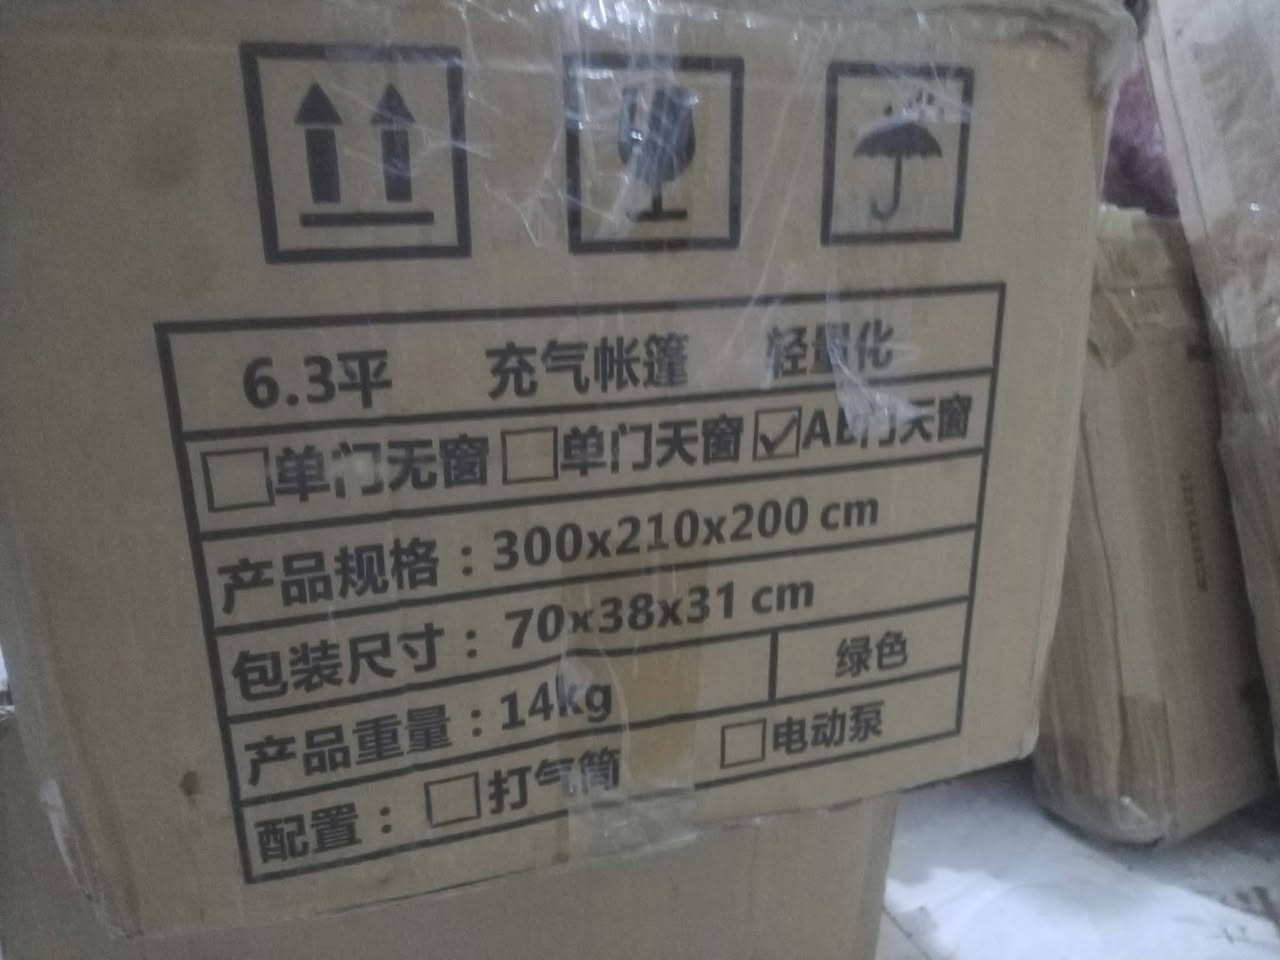 6.3平 充气帐篷 轻量化
□单门无窗 □单门天窗 ☑AB门天窗
产品规格：300x210x200 cm
包装尺寸：70x38x31 cm
产品重量：14kg 绿色
配置：□打气筒 □电动泵